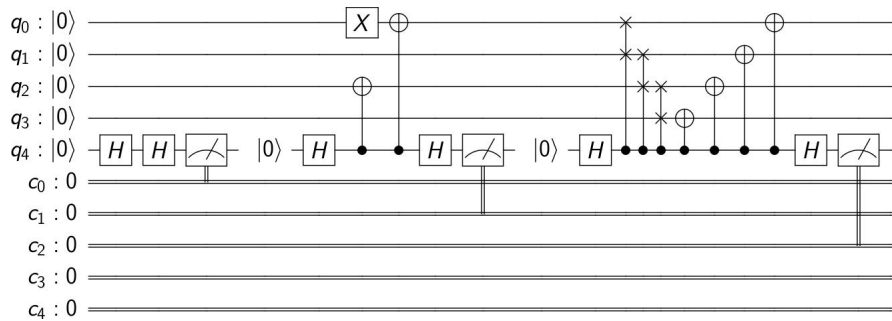 q₀ : |0⟩ X
q₁ : |0⟩
q₂ : |0⟩
q₃ : |0⟩
q₄ : |0⟩ H H |0⟩ H H |0⟩ H H
c₀ : 0
c₁ : 0
c₂ : 0
c₃ : 0
c₄ : 0